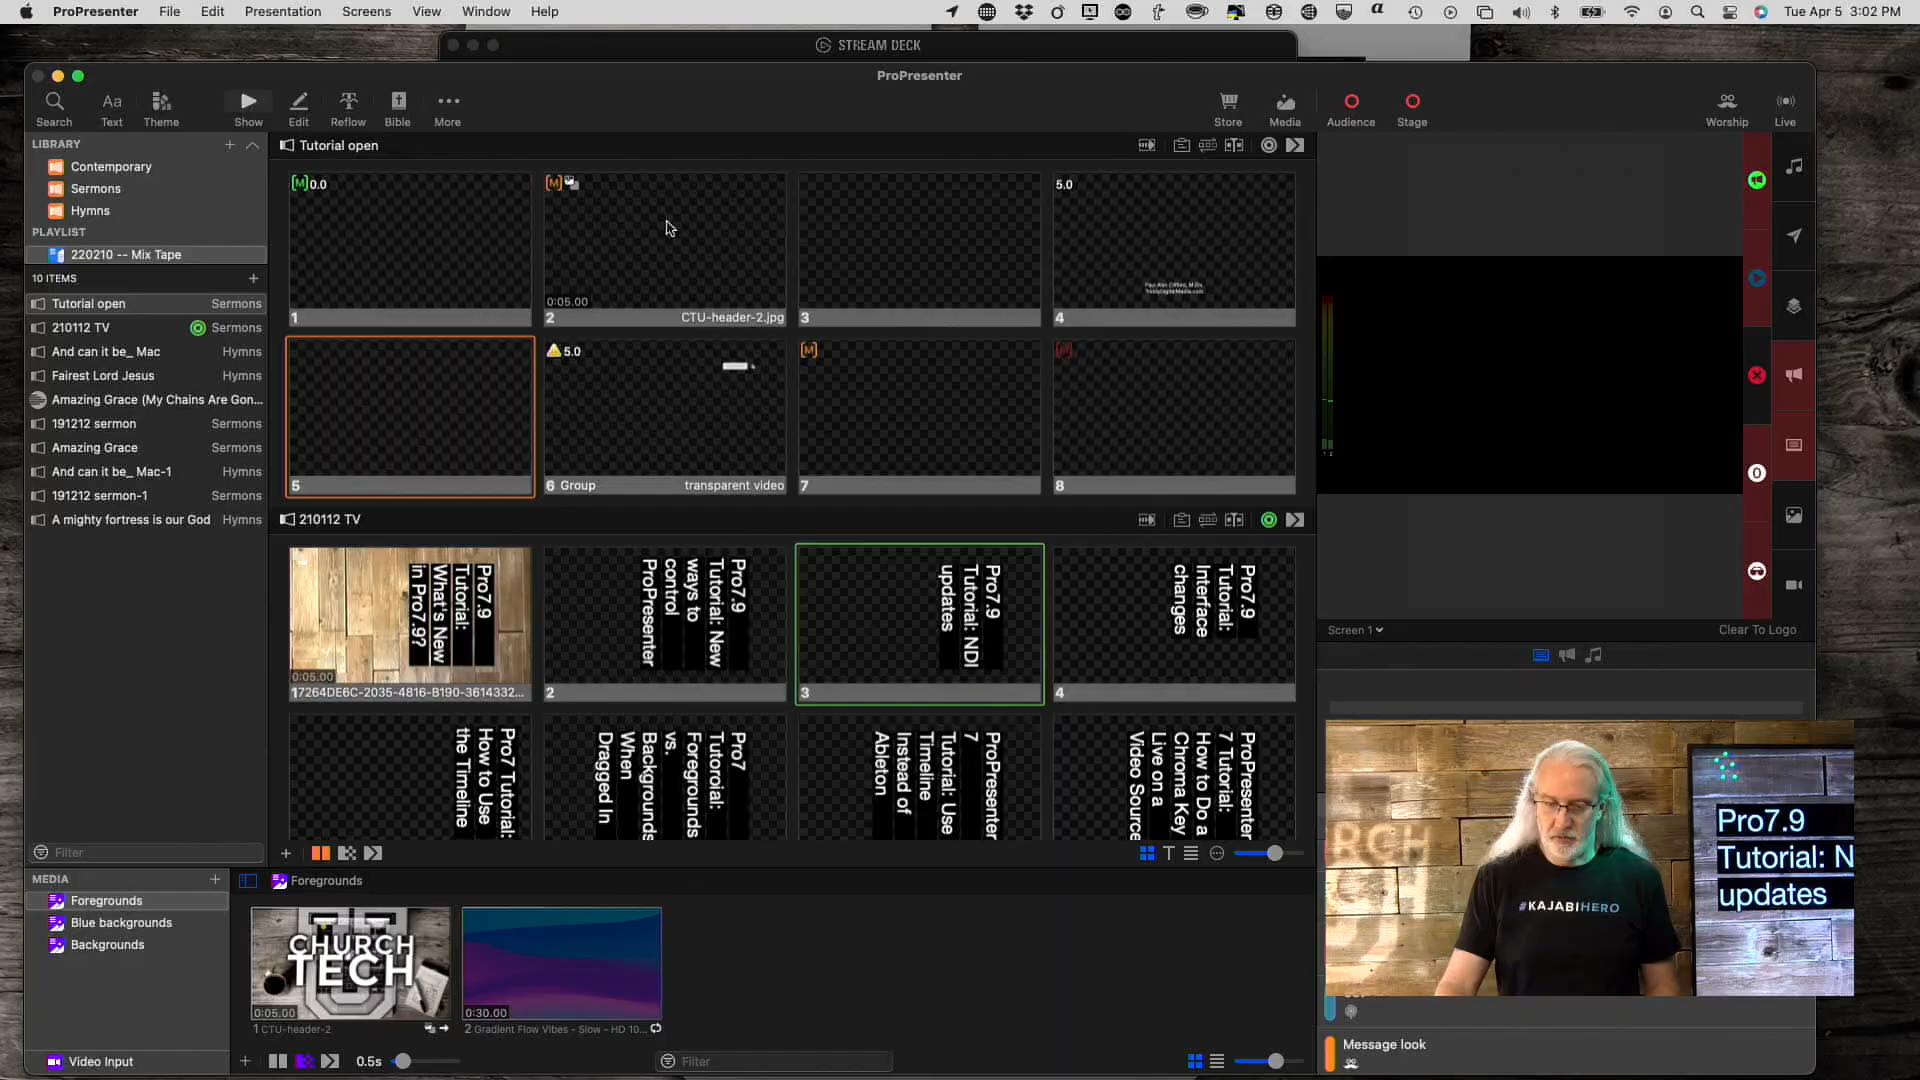 ProPresenter File Edit Presentation Screens View Window Help
Tue Apr 5 3:02 PM
STREAM DECK
ProPresenter
Search Text Theme Show Edit Reflow Bible More
Store Media Audience Stage Worship Live
LIBRARY
Contemporary
Sermons
Hymns
PLAYLIST
220210 -- Mix Tape
10 ITEMS
Tutorial open Sermons
210112 TV Sermons
And can it be_ Mac Hymns
Fairest Lord Jesus Hymns
Amazing Grace (My Chains Are Gon...
191212 sermon Sermons
Amazing Grace Sermons
And can it be_ Mac-1 Hymns
191212 sermon-1 Sermons
A mighty fortress is our God Hymns
Filter
Tutorial open
[M] 0.0
1
[M]
0:05.00
2 CTU-header-2.jpg
3
5.0
4
5
5.0
6 Group transparent video
[M]
7
[M]
8
210112 TV
Pro7.9
Tutorial:
What's New
in Pro7.9?
0:05.00
17264DE6C-2035-4816-B190-3614332...
Pro7.9
Tutorial: New
ways to
control
ProPresenter
2
Pro7.9
Tutorial: NDI
updates
3
Pro7.9
Tutorial:
Interface
changes
4
Pro7 Tutorial:
How to Use
the Timeline
Pro7
Tutoroial:
Foregrounds
vs.
Backgrounds
When
Dragged In
ProPresenter
7
Tutorial: Use
Timeline
Instead of
Ableton
ProPresenter
7 Tutorial:
How to Do a
Chroma Key
Live on a
Video Source
Screen 1
Clear To Logo
MEDIA
Foregrounds
Blue backgrounds
Backgrounds
Video Input
Foregrounds
CHURCH
TECH
0:05.00
1 CTU-header-2
0:30.00
2 Gradient Flow Vibes - Slow - HD 10...
0.5s
Filter
#KAJABIHERO
Pro7.9
Tutorial: N
updates
Message look